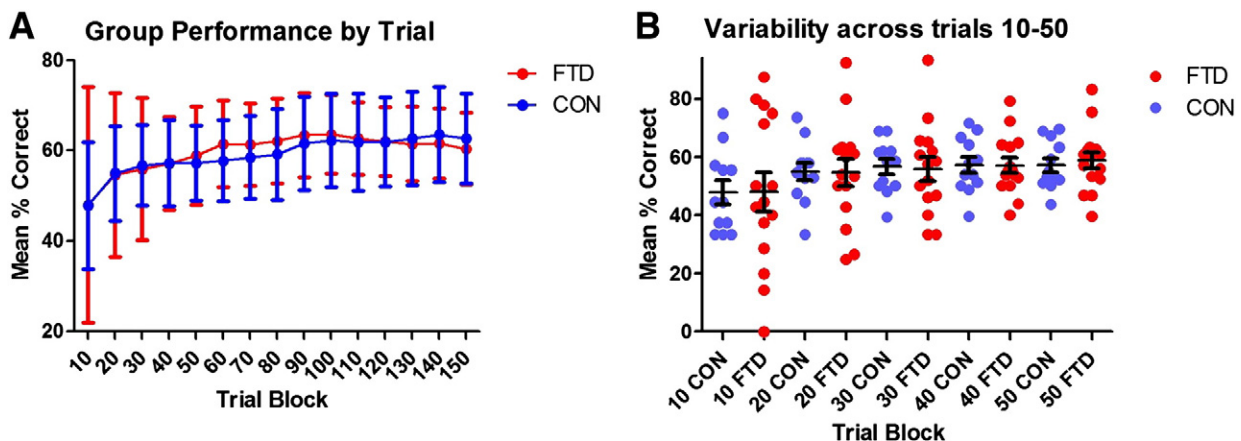 A
Group Performance by Trial
Mean % Correct
80
60
40
20
10 20 30 40 50 60 70 80 90 100 110 120 130 140 150
Trial Block
FTD
CON
B
Variability across trials 10-50
Mean % Correct
80
60
40
20
0
10 CON 10 FTD 20 CON 20 FTD 30 CON 30 FTD 40 CON 40 FTD 50 CON 50 FTD
Trial Block
FTD
CON